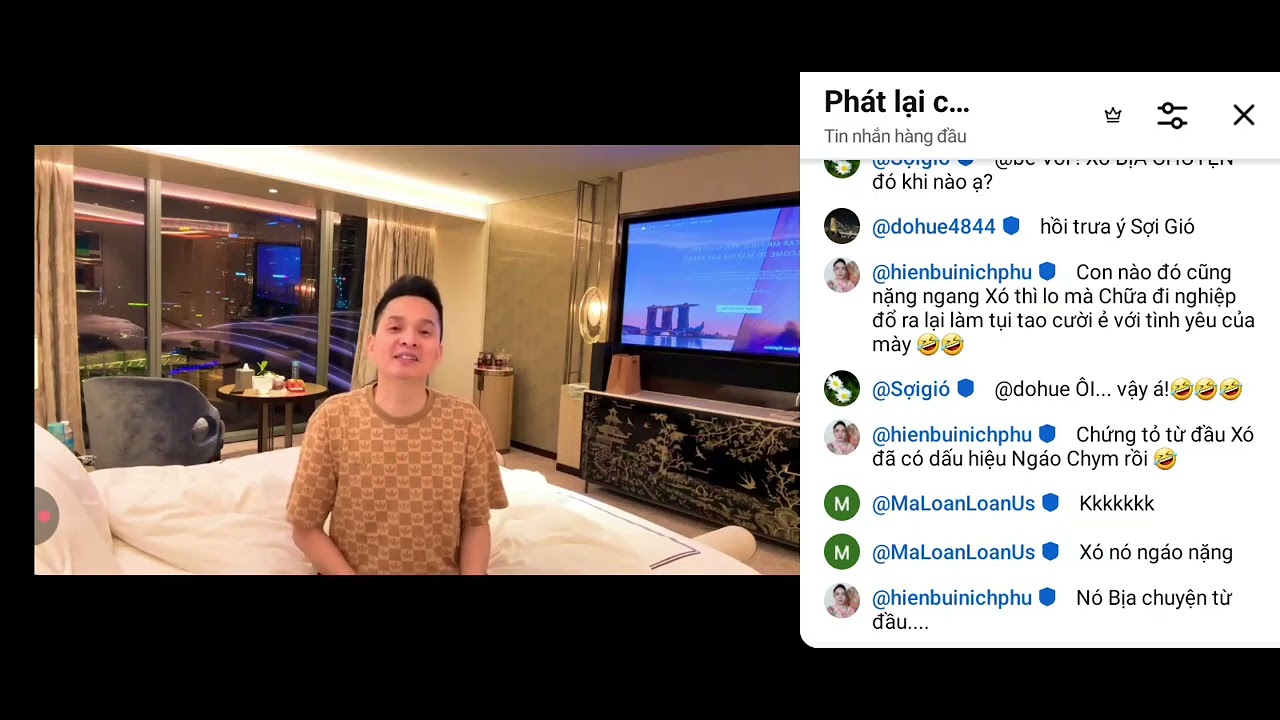 Phát lại c...
Tin nhắn hàng đầu
@Sợigió
đó khi nào ạ?
@dohue4844 hồi trưa ý Sợi Gió
@hienbuinichphu Con nào đó cũng
nặng ngang Xó thì lo mà Chữa đi nghiệp
đổ ra lại làm tụi tao cười ẻ với tình yêu của
mày 🤣🤣
@Sợigió @dohue ÔI... vậy á!🤣🤣🤣
@hienbuinichphu Chứng tỏ từ đầu Xó
đã có dấu hiệu Ngáo Chym rồi 🤣
M @MaLoanLoanUs Kkkkkkk
M @MaLoanLoanUs Xó nó ngáo nặng
@hienbuinichphu Nó Bịa chuyện từ
đầu....